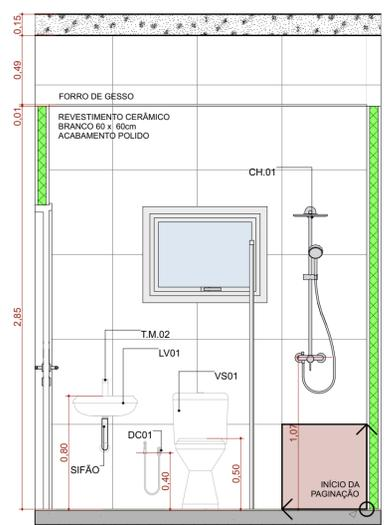 0,15
0,49
FORRO DE GESSO
0,01
REVESTIMENTO CERÂMICO
BRANCO 60 x 60cm
ACABAMENTO POLIDO
CH.01
2,85
T.M.02
LV01
VS01
DC01
1,07
0,80
SIFÃO
0,40
0,50
INÍCIO DA
PAGINAÇÃO